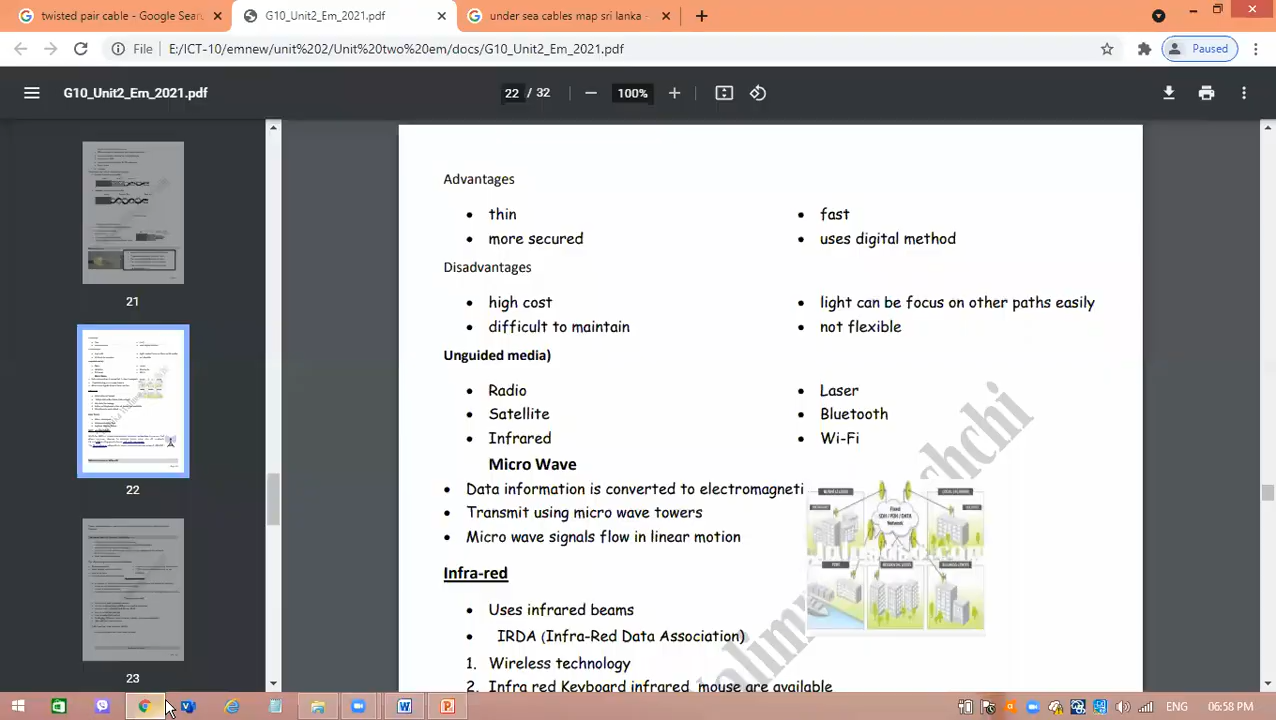 twisted pair cable - Google Sear
G10_Unit2_Em_2021.pdf
under sea cables map sri lanka -
File E:/ICT-10/emnew/unit%202/Unit%20two%20em/docs/G10_Unit2_Em_2021.pdf
Paused
G10_Unit2_Em_2021.pdf
22 / 32
100%
21
22
23
Advantages
• thin
• fast
• more secured
• uses digital method
Disadvantages
• high cost
• light can be focus on other paths easily
• difficult to maintain
• not flexible
Unguided media)
• Radio
• Laser
• Satellite
• Bluetooth
• Infrared
• Wi-Fi
Micro Wave
• Data information is converted to electromagneti
• Transmit using micro wave towers
• Micro wave signals flow in linear motion
Infra-red
• Uses infrared beams
• IRDA (Infra-Red Data Association)
1. Wireless technology
2. Infra red Keyboard infrared mouse are available
ENG
06:58 PM